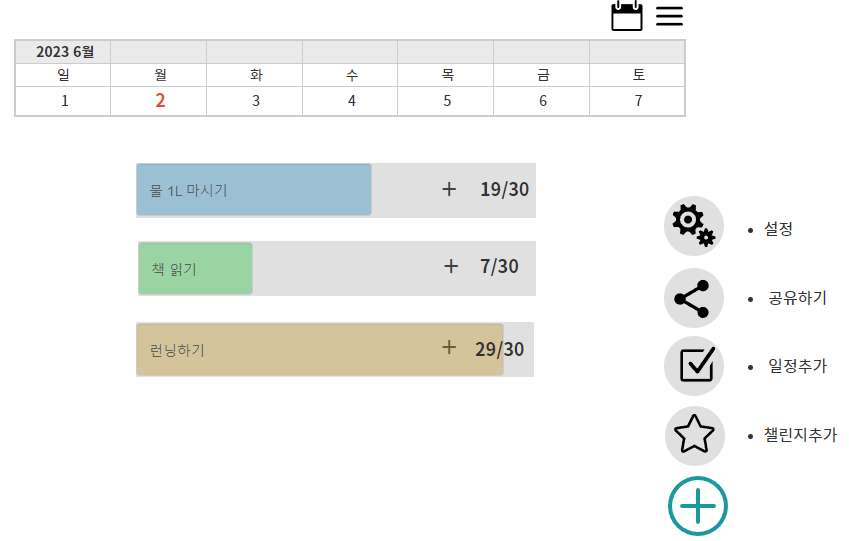 2023 6월
일 월 화 수 목 금 토
1 2 3 4 5 6 7
물 1L 마시기 + 19/30
책 읽기 + 7/30
런닝하기 + 29/30
• 설정
• 공유하기
• 일정추가
• 챌린지추가